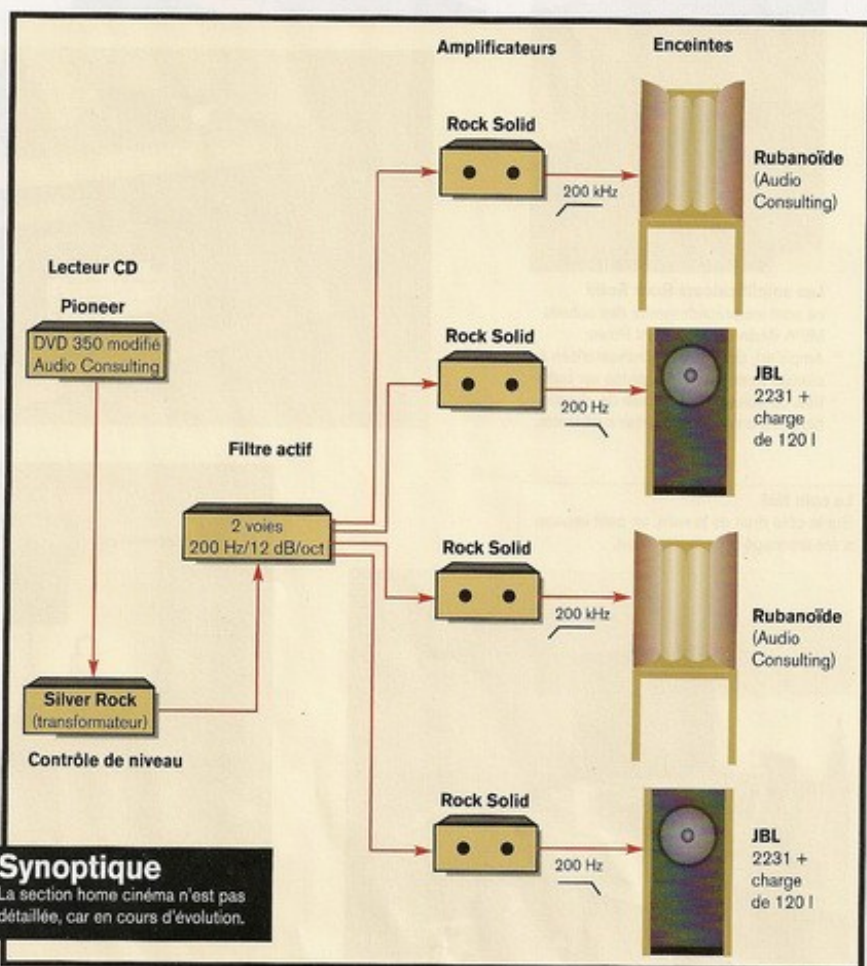 Amplificateurs
Enceintes
Rock Solid
200 kHz
Rubanoïde
(Audio
Consulting)
Lecteur CD
Pioneer
DVD 350 modifié
Audio Consulting
Rock Solid
200 Hz
JBL
2231 +
charge
de 120 l
Filtre actif
2 voies
200 Hz/12 dB/oct
Rock Solid
200 kHz
Rubanoïde
(Audio
Consulting)
Silver Rock
(transformateur)
Contrôle de niveau
Rock Solid
200 Hz
JBL
2231 +
charge
de 120 l
Synoptique
La section home cinéma n'est pas
détaillée, car en cours d'évolution.